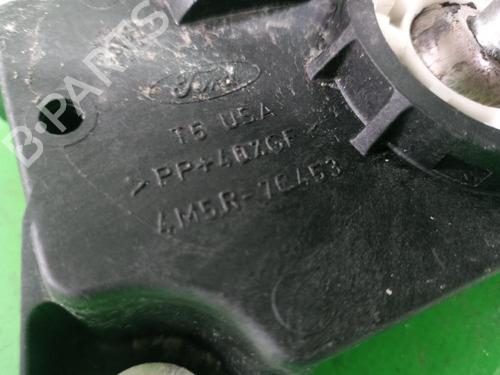 B-PARTS
Ford
T5 USA
>PP+40%GF<
4M5R-7C453